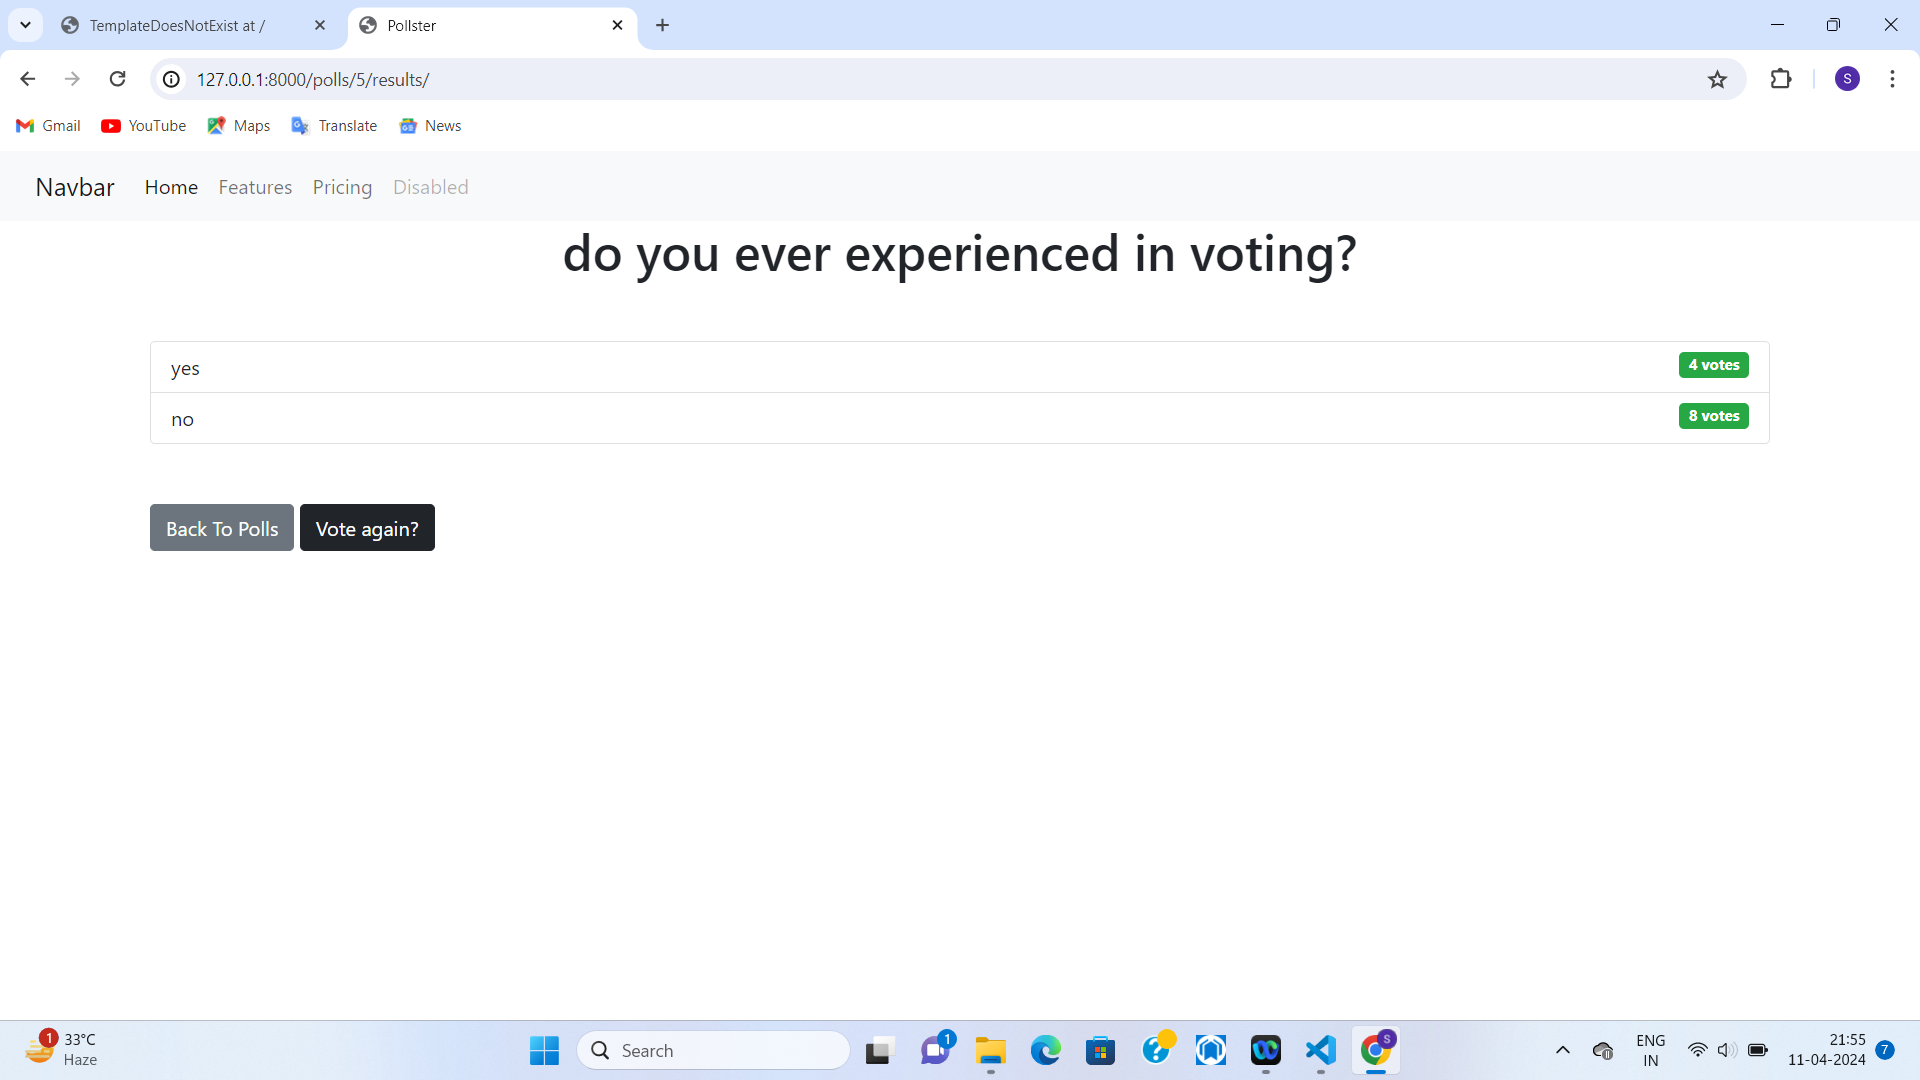 TemplateDoesNotExist at /
Pollster
127.0.0.1:8000/polls/5/results/
S
Gmail
YouTube
Maps
Translate
News
Navbar
Home
Features
Pricing
Disabled
do you ever experienced in voting?
yes
4 votes
no
8 votes
Back To Polls
Vote again?
1
33°C
Haze
Search
1
S
ENG
IN
21:55
11-04-2024
7